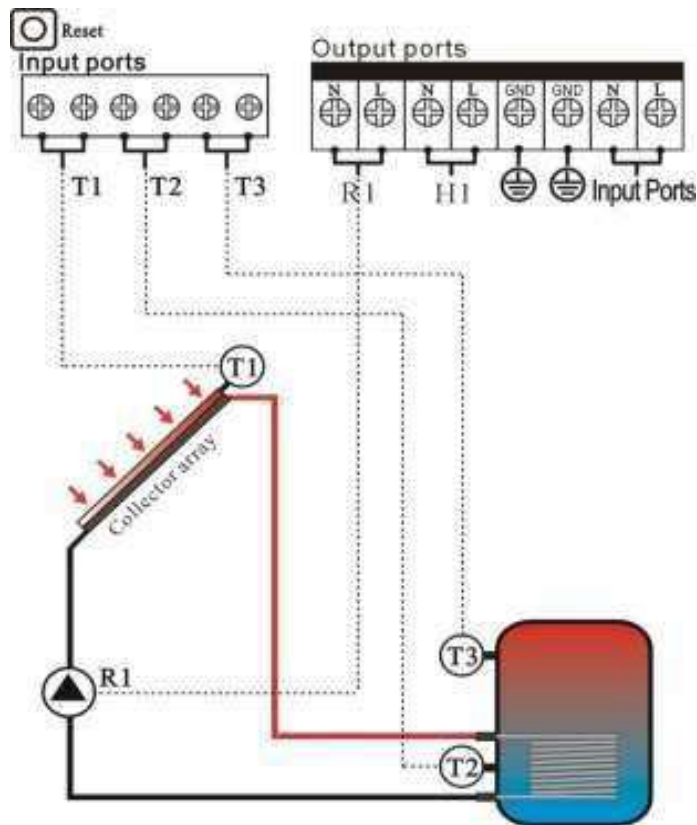 Reset
Input ports
Output ports
N L N L GND GND N L
T1 T2 T3
R1 H1 Input Ports
T1
Collector array
T3
R1
T2